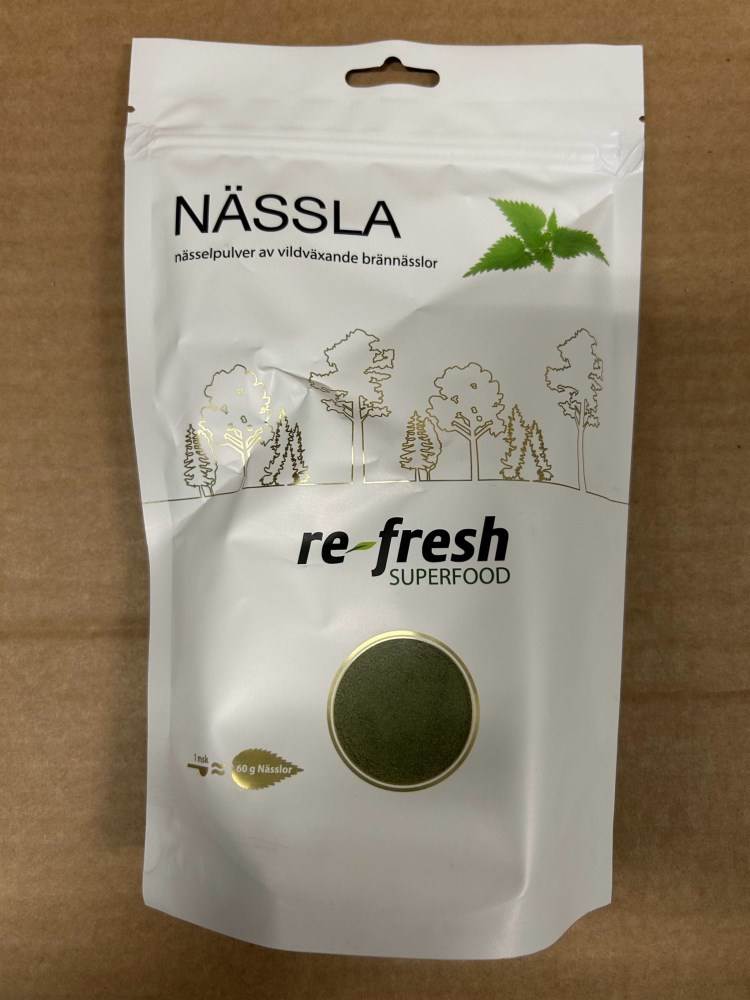 NÄSSLA
nässelpulver av vildväxande brännässlor
re-fresh
SUPERFOOD
1 msk
60 g Nässlor